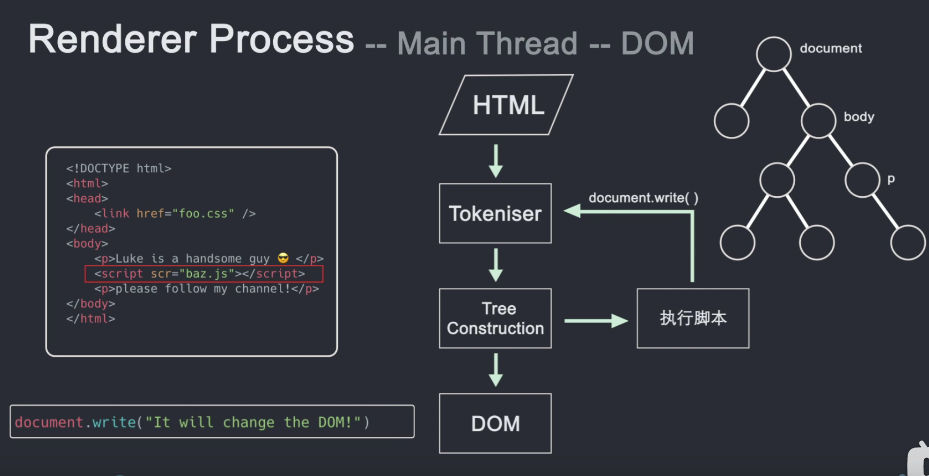 Renderer Process -- Main Thread -- DOM
<!DOCTYPE html>
<html>
<head>
<link href="foo.css" />
</head>
<body>
<p>Luke is a handsome guy 😎 </p>
<script scr="baz.js"></script>
<p>please follow my channel!</p>
</body>
</html>
document.write("It will change the DOM!")
HTML
Tokeniser
document.write( )
Tree
Construction
执行脚本
DOM
document
body
p